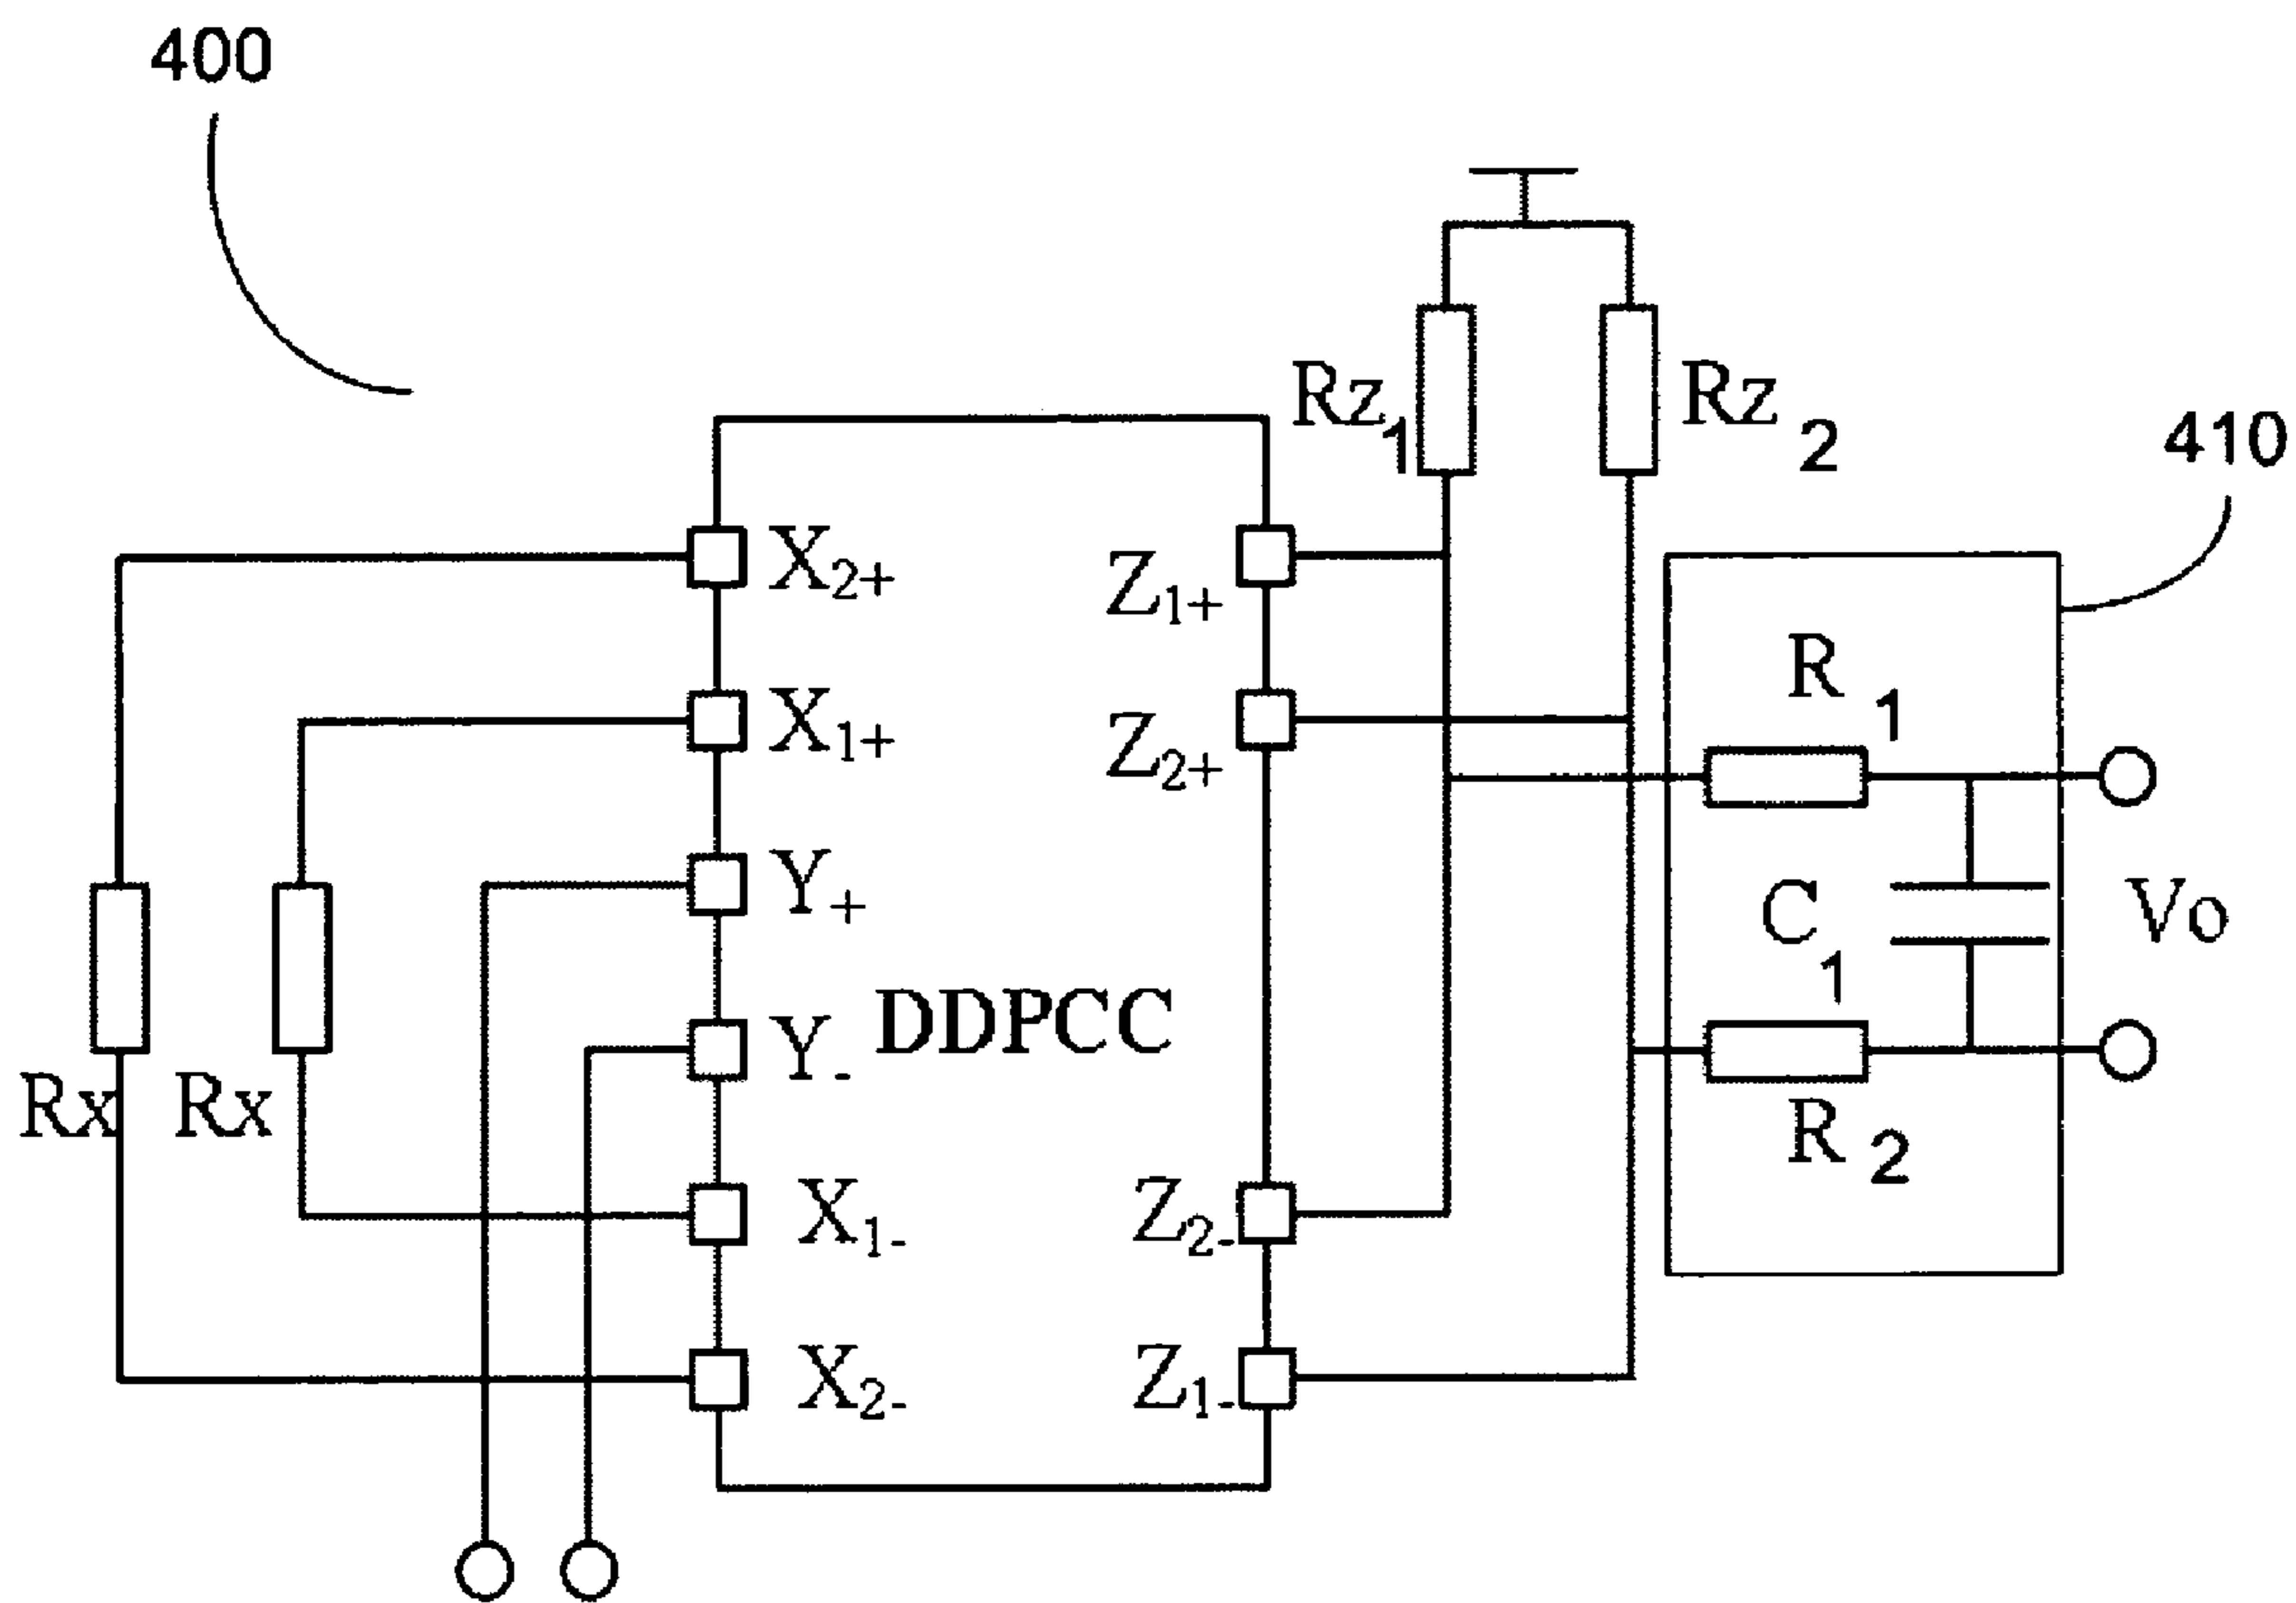 400
Rz1
Rz2
410
X2+
Z1+
X1+
Z2+
R1
Y+
C1
Vo
Y-
DDPCC
Rx
Rx
R2
X1-
Z2-
X2-
Z1-